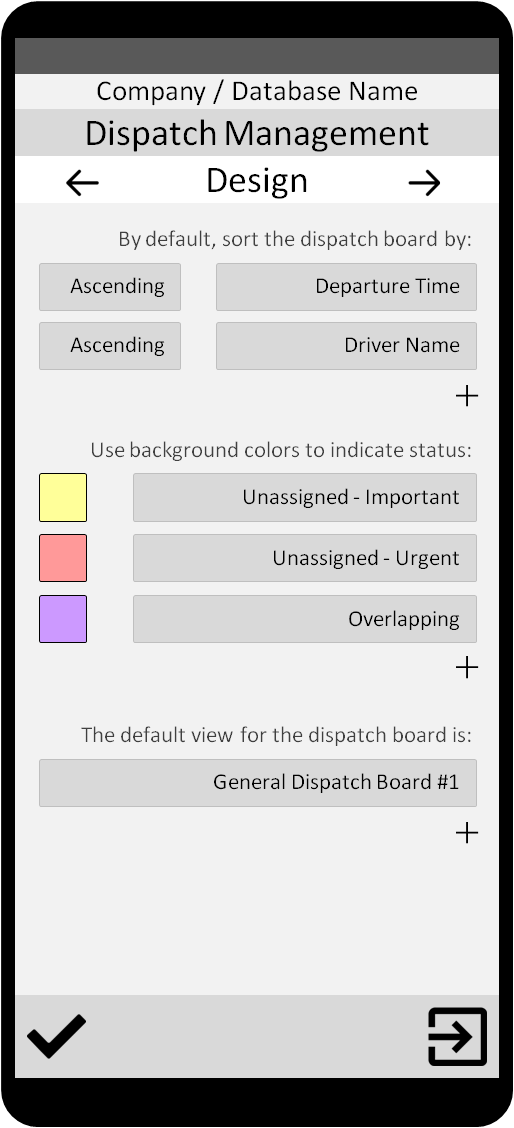 Company / Database Name
Dispatch Management
Design
By default, sort the dispatch board by:
Ascending
Departure Time
Ascending
Driver Name
Use background colors to indicate status:
Unassigned - Important
Unassigned - Urgent
Overlapping
The default view for the dispatch board is:
General Dispatch Board #1